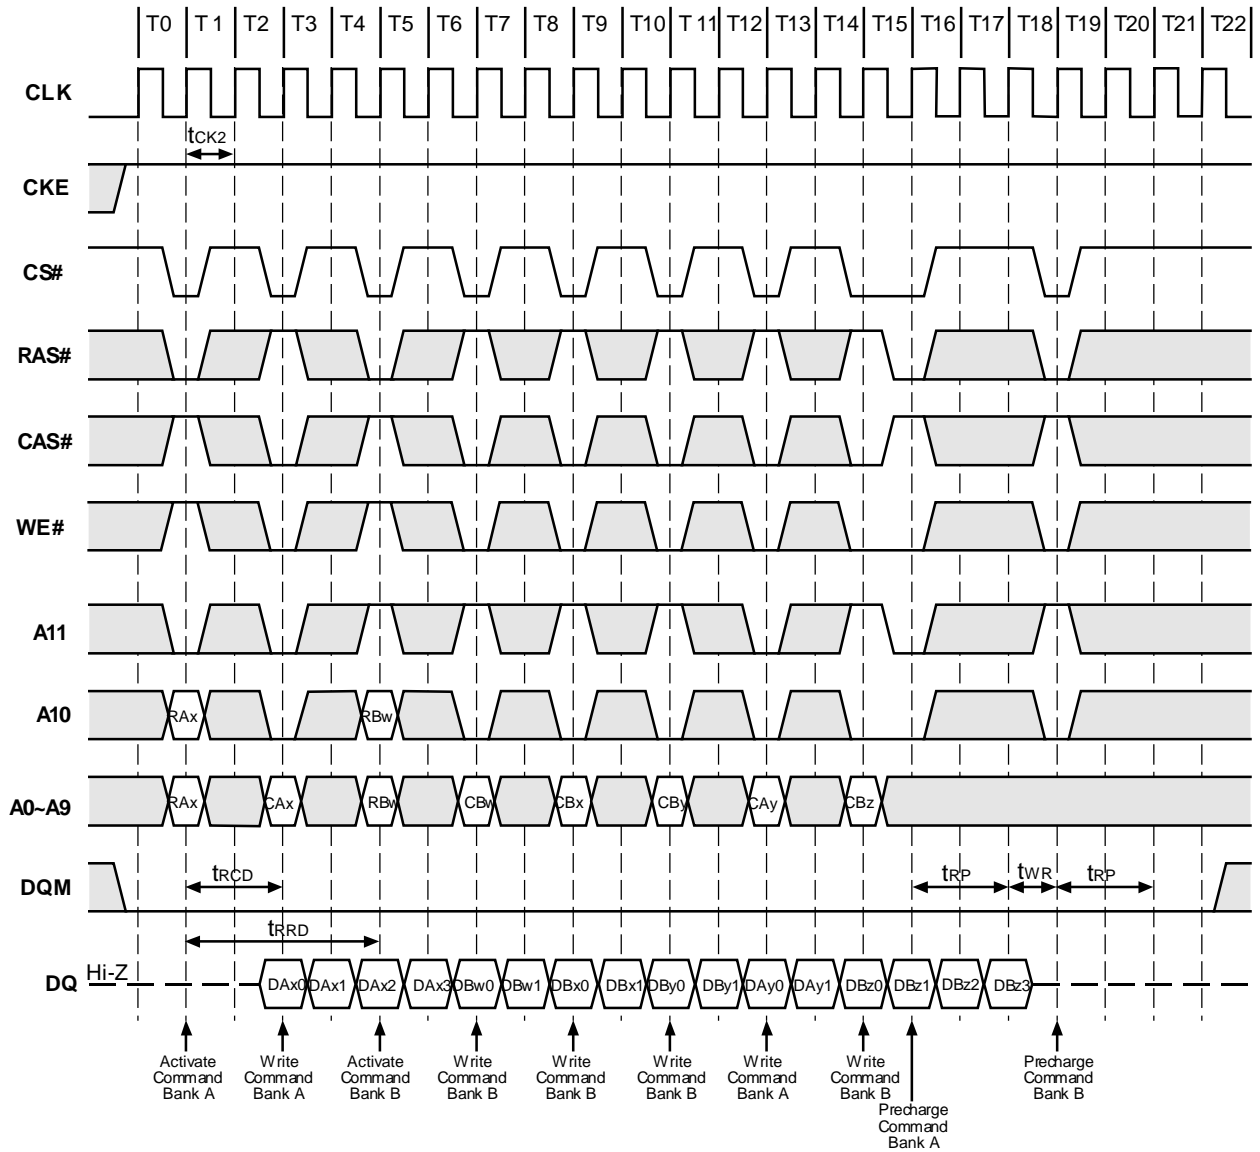 T0 T 1 T2 T3 T4 T5 T6 T7 T8 T9 T10 T 11 T12 T13 T14 T15 T16 T17 T18 T19 T20 T21 T22
CLK
tCK2
CKE
CS#
RAS#
CAS#
WE#
A11
A10 RAx RBw
A0~A9 RAx CAx RBw CBw CBx CBy CAy CBz
DQM tRCD tRP tWR tRP
tRRD
DQ Hi-Z DAx0 DAx1 DAx2 DAx3 DBw0 DBw1 DBx0 DBx1 DBy0 DBy1 DAy0 DAy1 DBz0 DBz1 DBz2 DBz3
Activate
Command
Bank A
Write
Command
Bank A
Activate
Command
Bank B
Write
Command
Bank B
Write
Command
Bank B
Write
Command
Bank B
Write
Command
Bank A
Write
Command
Bank B
Precharge
Command
Bank A
Precharge
Command
Bank B